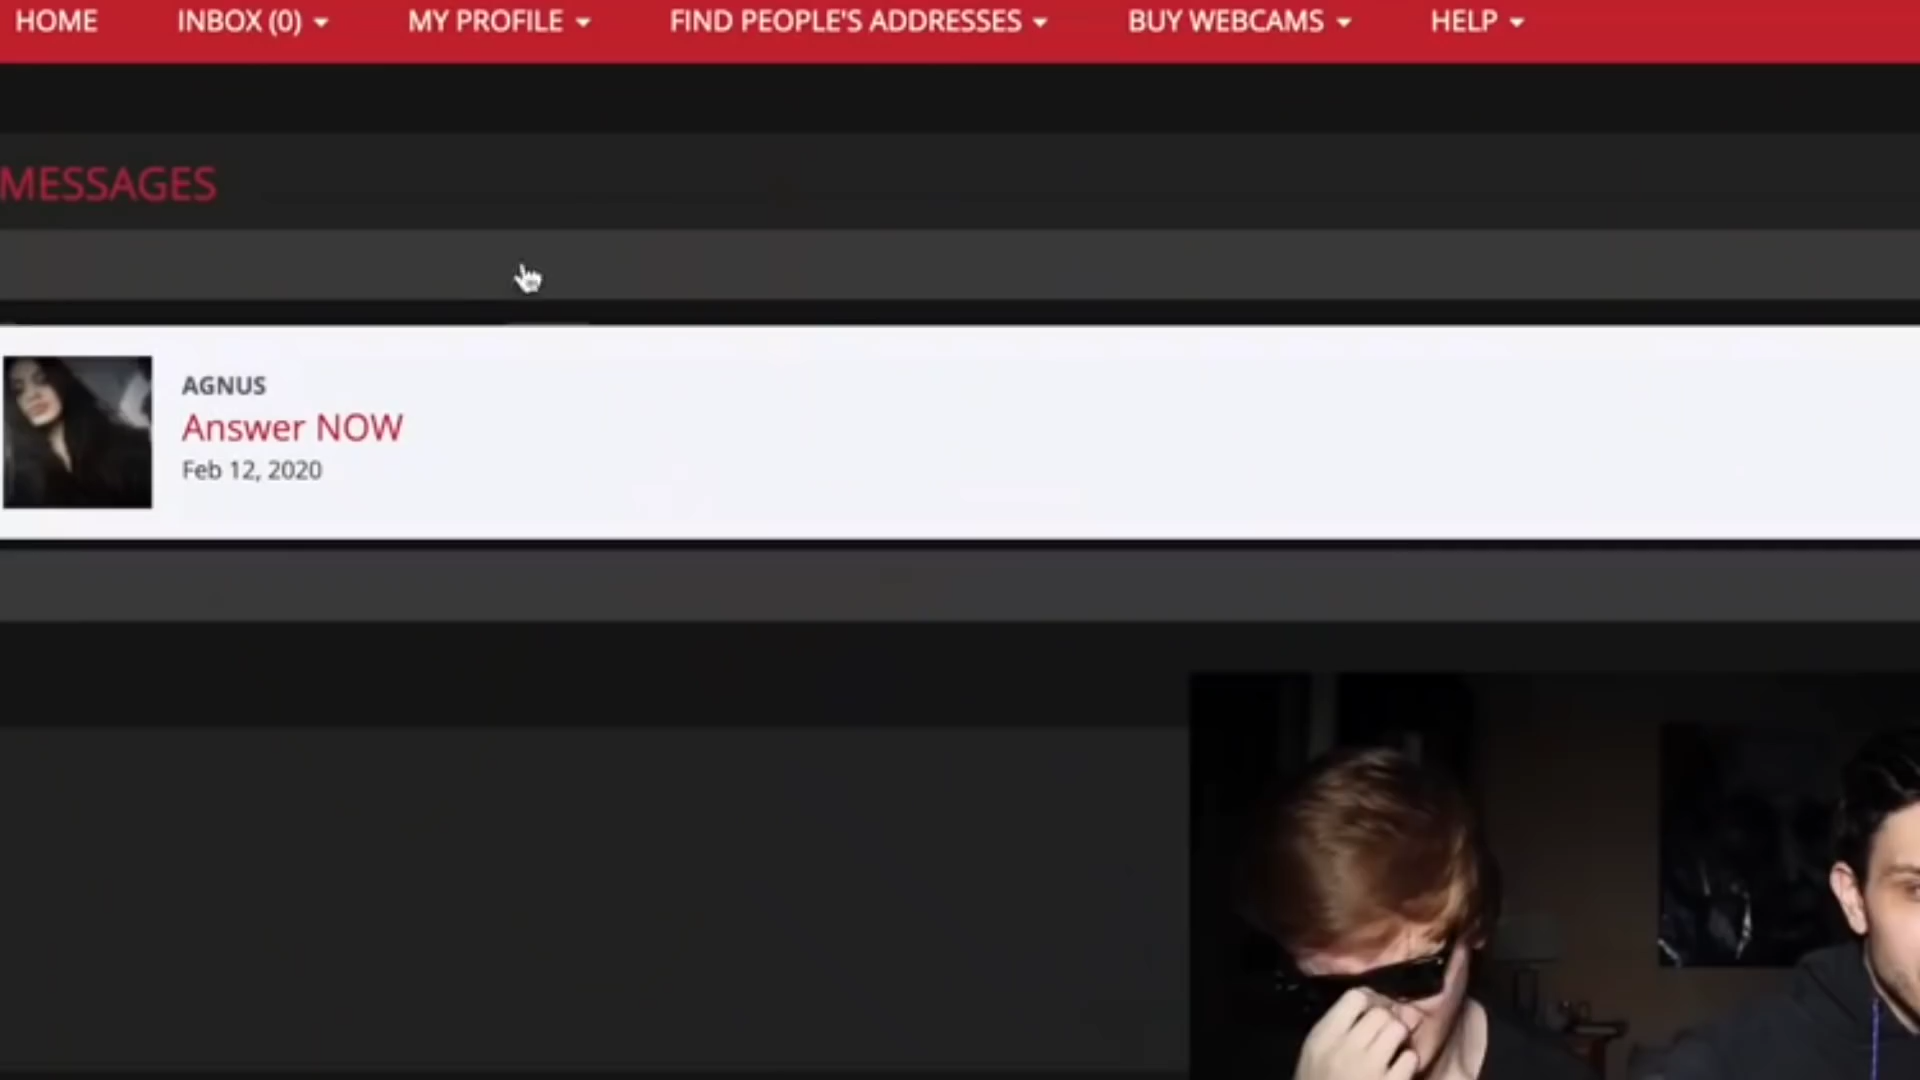 HOME INBOX (0) MY PROFILE FIND PEOPLE'S ADDRESSES BUY WEBCAMS HELP
MESSAGES
AGNUS
Answer NOW
Feb 12, 2020